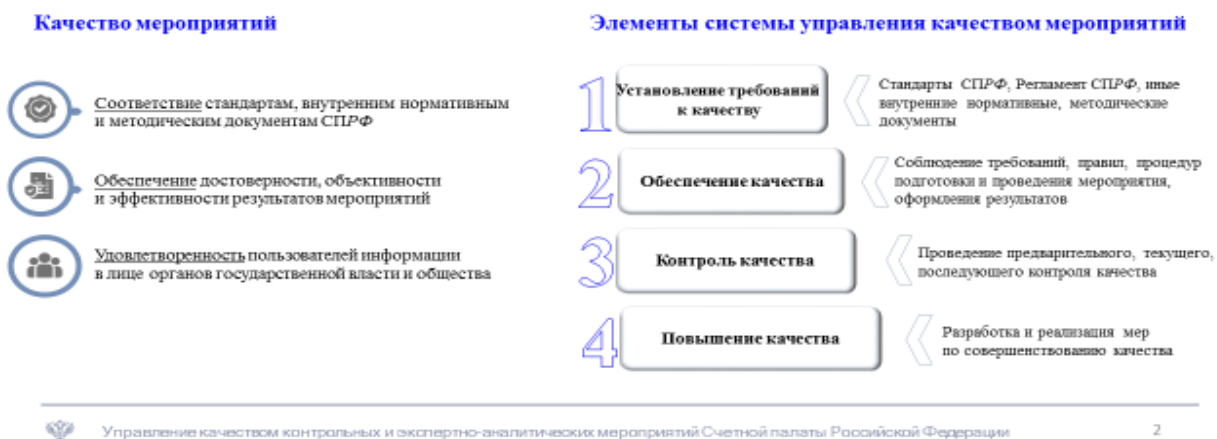 Качество мероприятий
Соответствие стандартам, внутренним нормативным
и методическим документам СПРФ
Обеспечение достоверности, объективности
и эффективности результатов мероприятий
Удовлетворенность пользователей информации
в лице органов государственной власти и общества
Элементы системы управления качеством мероприятий
1
Установление требований
к качеству
Стандарты СПРФ, Регламент СПРФ, иные
внутренние нормативные, методические
документы
2
Обеспечение качества
Соблюдение требований, правил, процедур
подготовки и проведения мероприятия,
оформления результатов
3
Контроль качества
Проведение предварительного, текущего,
последующего контроля качества
4
Повышение качества
Разработка и реализация мер
по совершенствованию качества
Управление качеством контрольных и экспертно-аналитических мероприятий Счетной палаты Российской Федерации
2